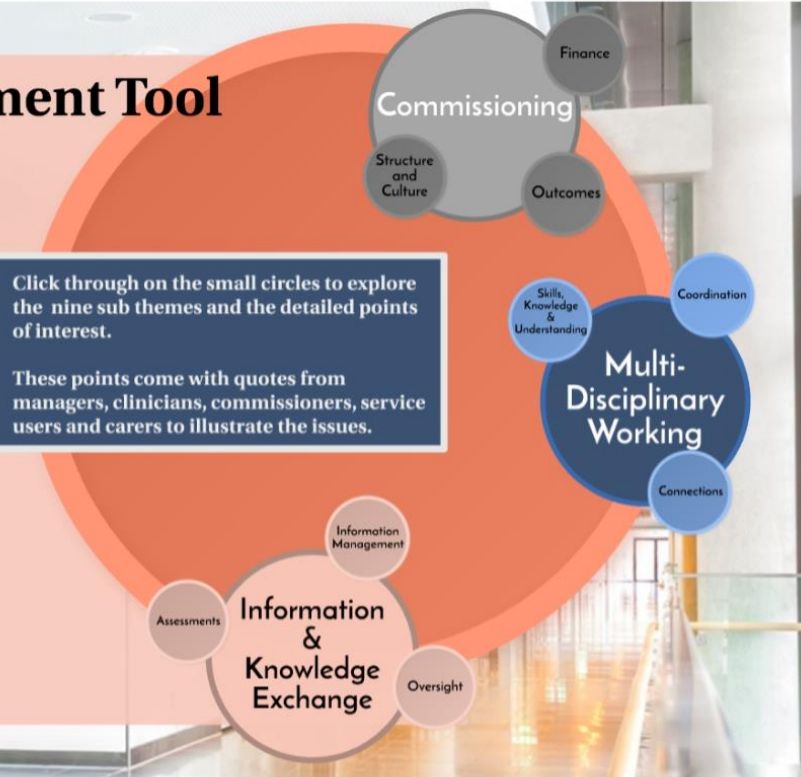 ment Tool
Click through on the small circles to explore
the nine sub themes and the detailed points
of interest.
These points come with quotes from
managers, clinicians, commissioners, service
users and carers to illustrate the issues.
Commissioning
Finance
Structure
and
Culture
Outcomes
Skills,
Knowledge
&
Understanding
Coordination
Multi-
Disciplinary
Working
Connections
Information
Management
Assessments
Information
&
Knowledge
Exchange
Oversight